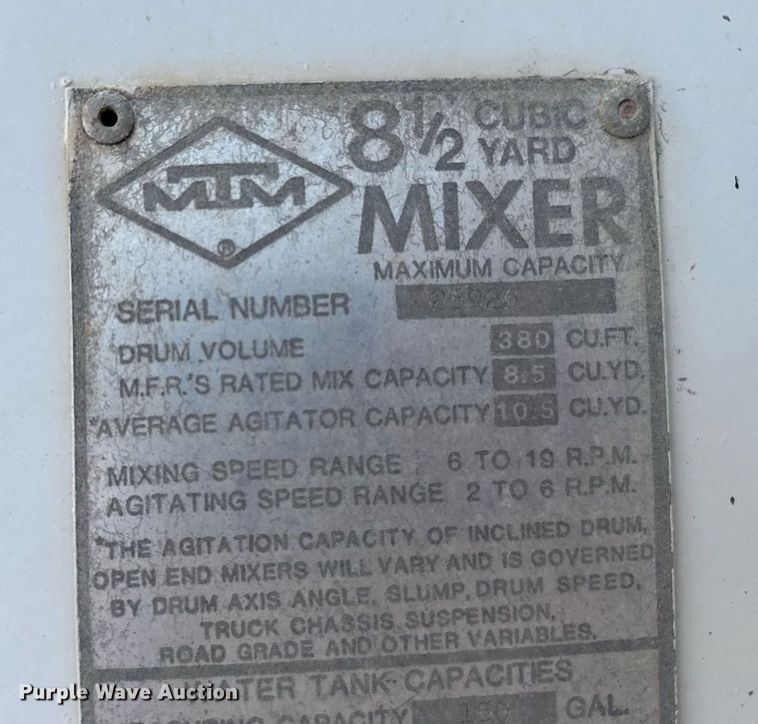 8 1/2 CUBIC YARD
MTM
®
MIXER
MAXIMUM CAPACITY
SERIAL NUMBER
DRUM VOLUME 380 CU.FT.
M.F.R.'S RATED MIX CAPACITY 8.5 CU.YD.
*AVERAGE AGITATOR CAPACITY 10.5 CU.YD.
MIXING SPEED RANGE 6 TO 19 R.P.M.
AGITATING SPEED RANGE 2 TO 6 R.P.M.
*THE AGITATION CAPACITY OF INCLINED DRUM,
OPEN END MIXERS WILL VARY AND IS GOVERNED
BY DRUM AXIS ANGLE, SLUMP, DRUM SPEED,
TRUCK CHASSIS SUSPENSION,
ROAD GRADE AND OTHER VARIABLES.
WATER TANK CAPACITIES
CAPACITY 150 GAL.
Purple Wave Auction